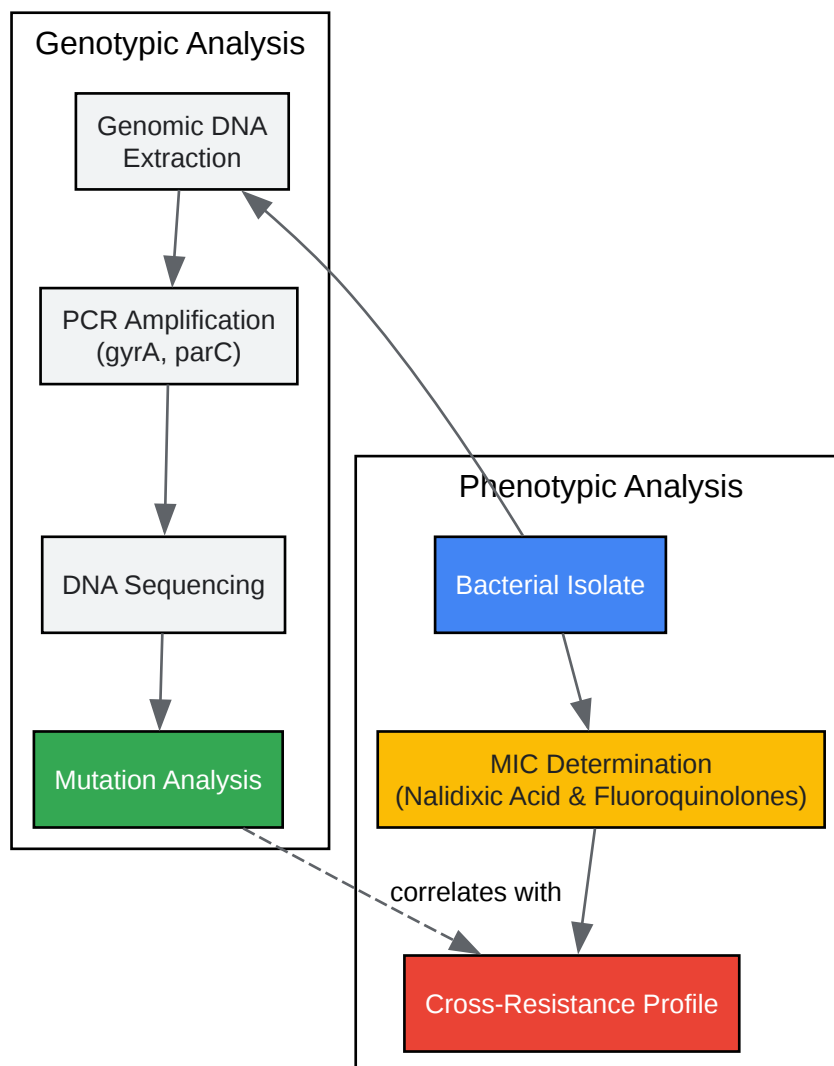 Genotypic Analysis
Genomic DNA
Extraction
PCR Amplification
(gyrA, parC)
DNA Sequencing
Mutation Analysis
Phenotypic Analysis
Bacterial Isolate
MIC Determination
(Nalidixic Acid & Fluoroquinolones)
correlates with
Cross-Resistance Profile